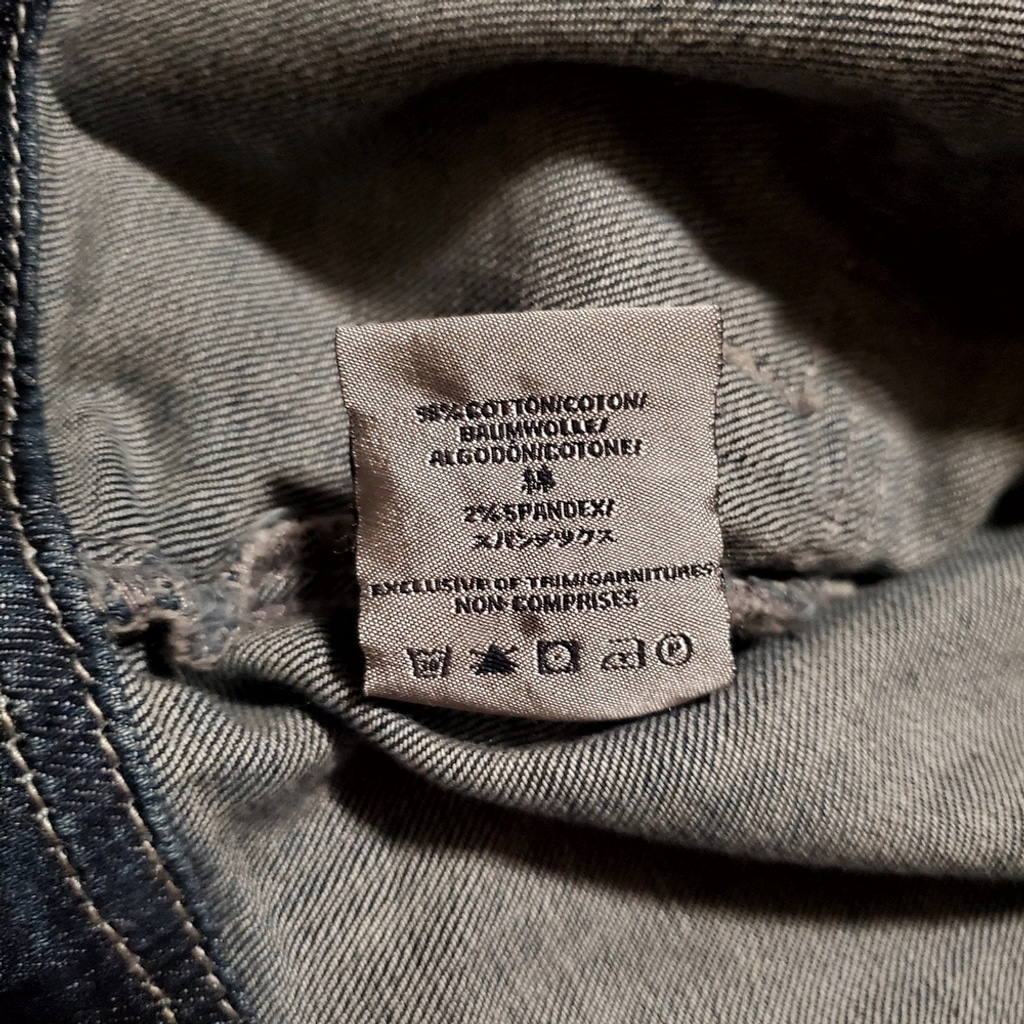 98% COTTON/COTON/
BAUMWOLLE/
ALGODÓN/COTONE/
綿
2% SPANDEX/
スパンデックス
EXCLUSIVE OF TRIM/GARNITURES
NON COMPRISES
30
P